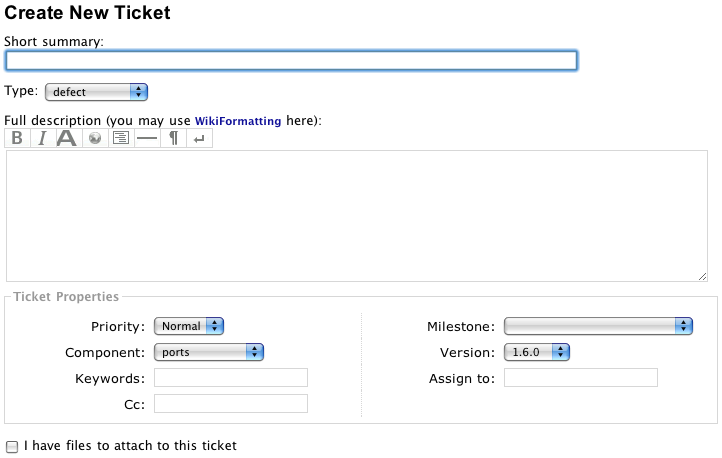 Create New Ticket
Short summary:
Type: defect
Full description (you may use WikiFormatting here):
B I A ¶ ↵
Ticket Properties
Priority: Normal Milestone:
Component: ports Version: 1.6.0
Keywords: Assign to:
Cc:
I have files to attach to this ticket